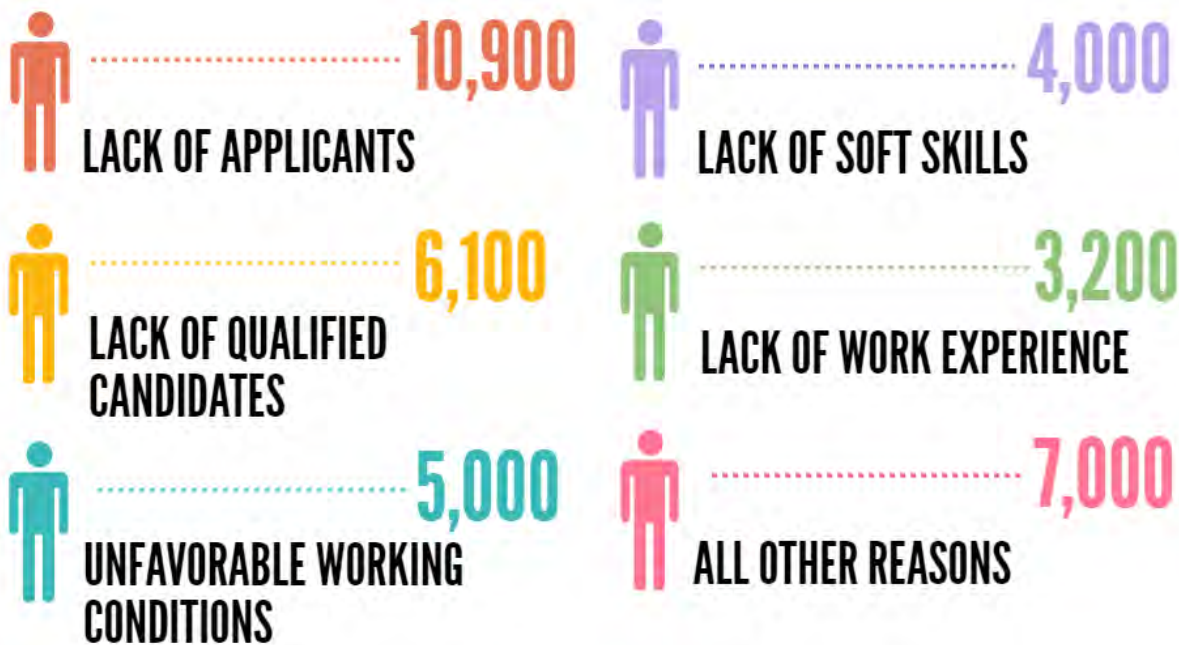 10,900
LACK OF APPLICANTS
6,100
LACK OF QUALIFIED
CANDIDATES
5,000
UNFAVORABLE WORKING
CONDITIONS
4,000
LACK OF SOFT SKILLS
3,200
LACK OF WORK EXPERIENCE
7,000
ALL OTHER REASONS